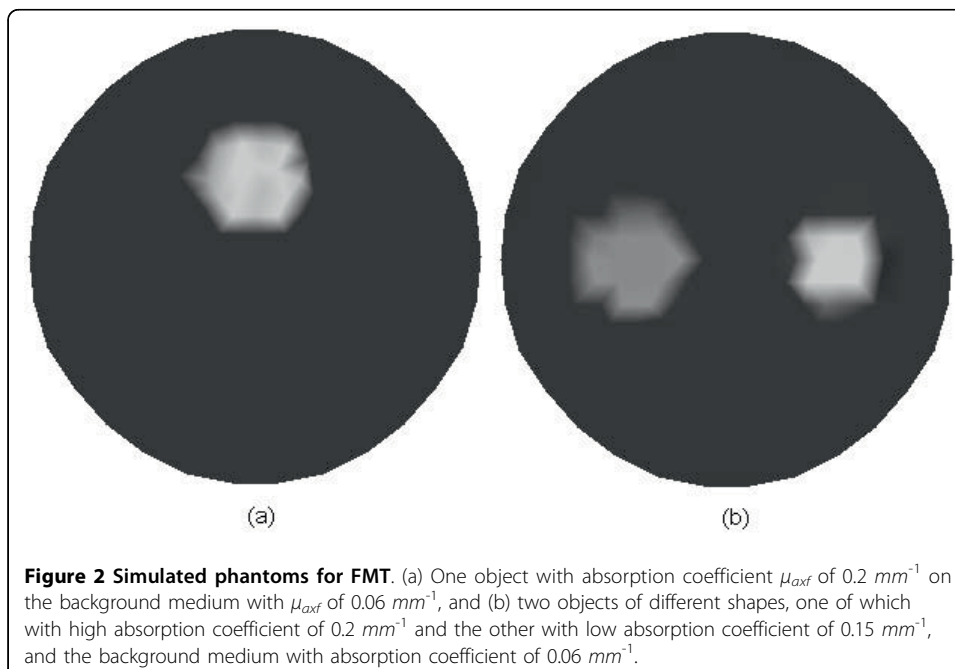 (a)
(b)
Figure 2 Simulated phantoms for FMT. (a) One object with absorption coefficient μaxf of 0.2 mm-1 on
the background medium with μaxf of 0.06 mm-1, and (b) two objects of different shapes, one of which
with high absorption coefficient of 0.2 mm-1 and the other with low absorption coefficient of 0.15 mm-1,
and the background medium with absorption coefficient of 0.06 mm-1.